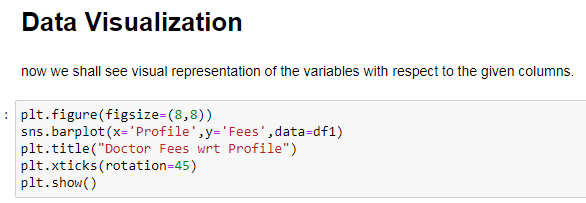 Data Visualization
now we shall see visual representation of the variables with respect to the given columns.
: plt.figure(figsize=(8,8))
sns.barplot(x='Profile',y='Fees',data=df1)
plt.title("Doctor Fees wrt Profile")
plt.xticks(rotation=45)
plt.show()